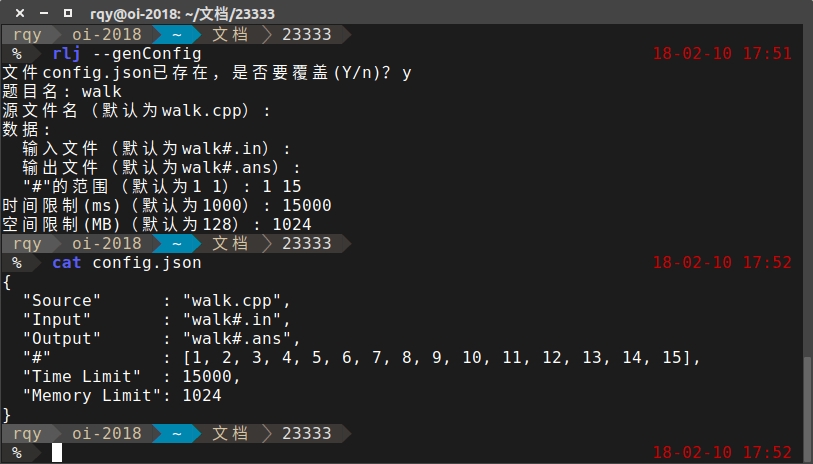 rqy@oi-2018: ~/文档/23333
rqy oi-2018 ~ 文档 23333
% rlj --genConfig 18-02-10 17:51
文件config.json已存在，是否要覆盖(Y/n)? y
题目名: walk
源文件名（默认为walk.cpp）:
数据:
输入文件（默认为walk#.in）:
输出文件（默认为walk#.ans）:
"#"的范围（默认为1 1）: 1 15
时间限制(ms)（默认为1000）: 15000
空间限制(MB)（默认为128）: 1024
rqy oi-2018 ~ 文档 23333
% cat config.json 18-02-10 17:52
{
"Source" : "walk.cpp",
"Input" : "walk#.in",
"Output" : "walk#.ans",
"#" : [1, 2, 3, 4, 5, 6, 7, 8, 9, 10, 11, 12, 13, 14, 15],
"Time Limit" : 15000,
"Memory Limit": 1024
}
rqy oi-2018 ~ 文档 23333
% 18-02-10 17:52